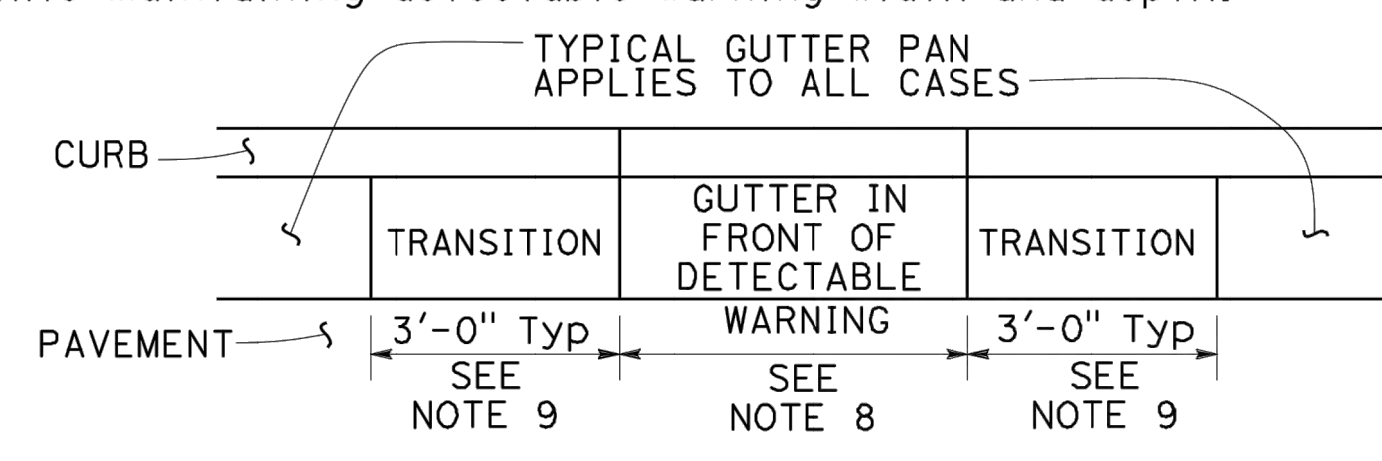 TYPICAL GUTTER PAN
APPLIES TO ALL CASES
CURB
TRANSITION
GUTTER IN
FRONT OF
DETECTABLE
WARNING
TRANSITION
PAVEMENT
3'-0" Typ
SEE
NOTE 9
SEE
NOTE 8
3'-0" Typ
SEE
NOTE 9